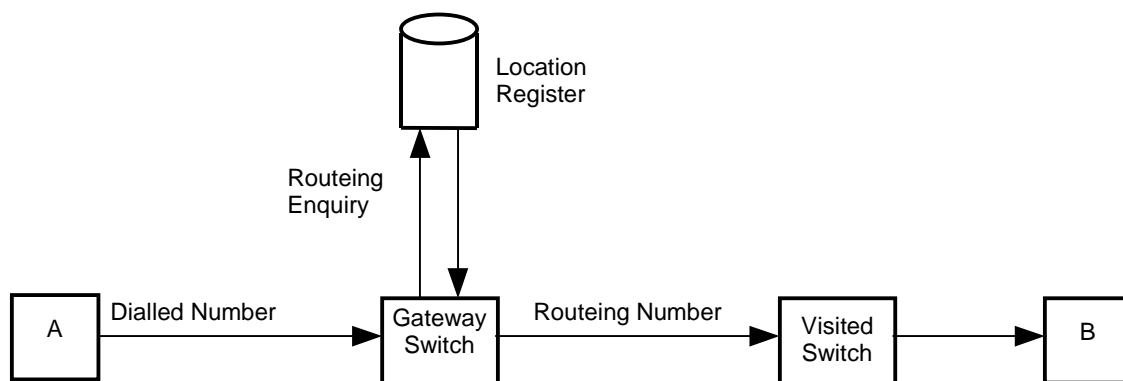 Location
Register
Routeing
Enquiry
A
Dialled Number
Gateway
Switch
Routeing Number
Visited
Switch
B